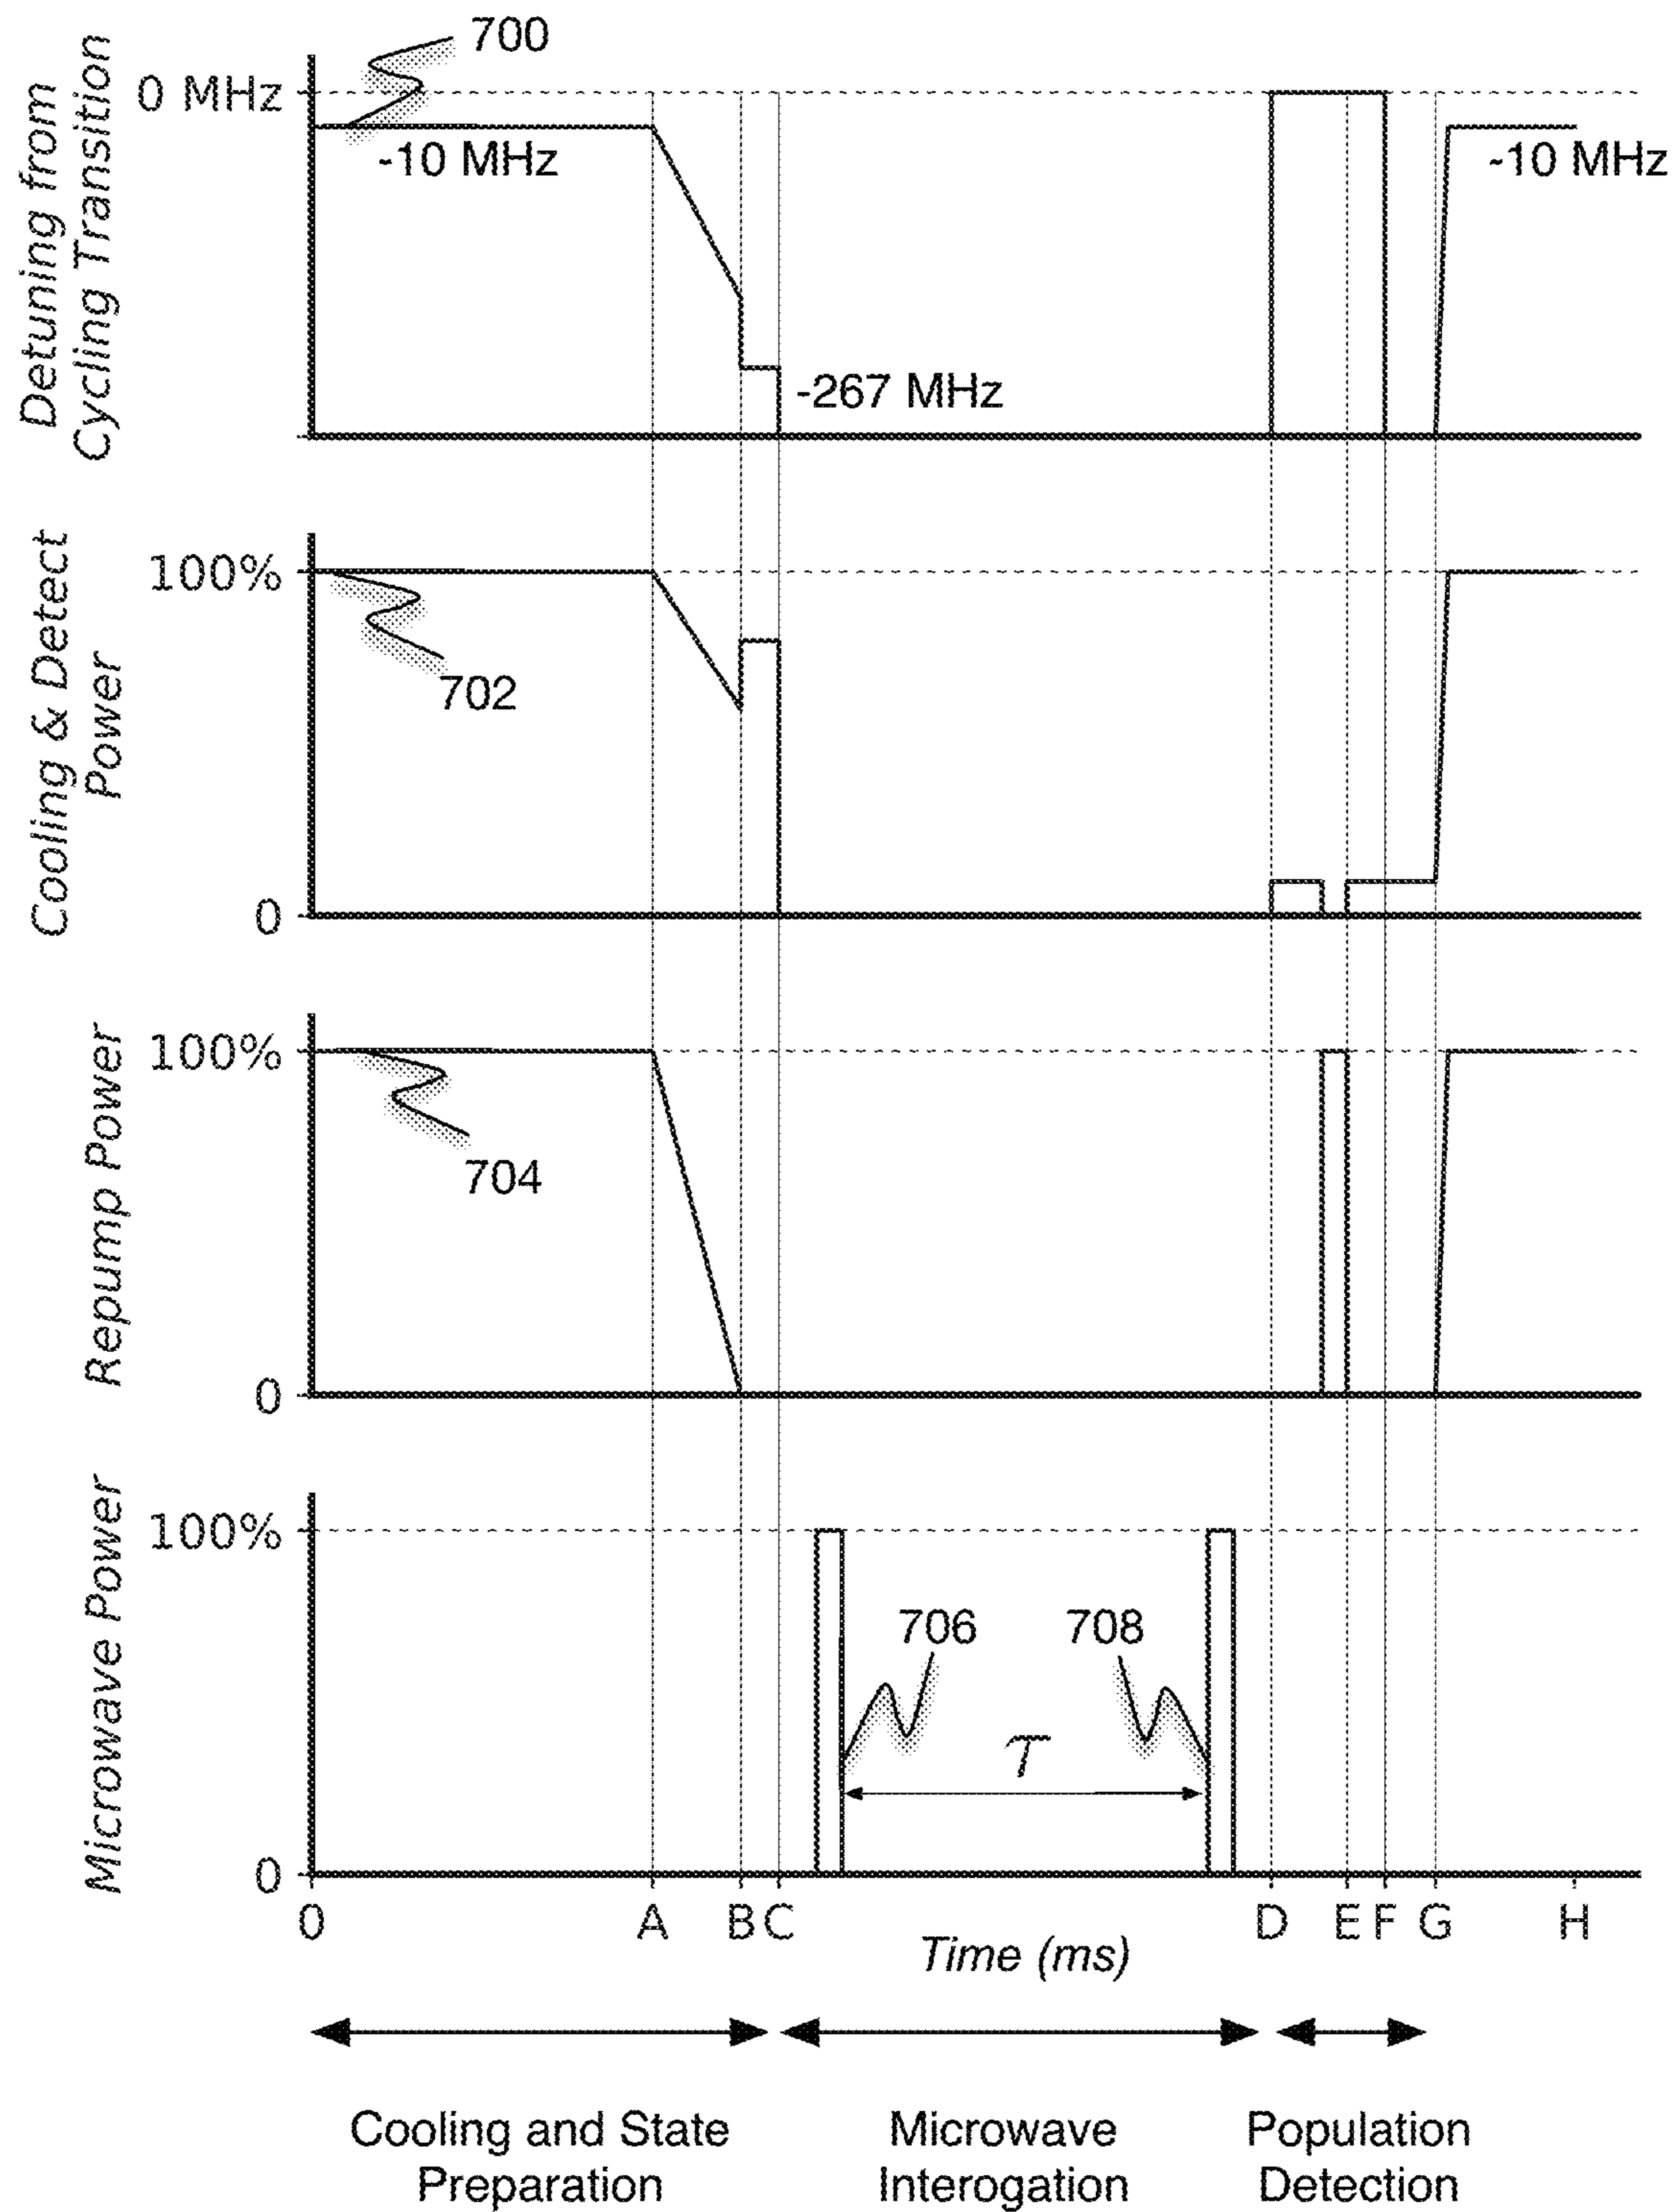 700
0 MHz
-10 MHz
-10 MHz
-267 MHz
Detuning from
Cycling Transition
100%
702
0
Cooling & Detect
Power
100%
704
0
Repump Power
100%
706
708
τ
0
Microwave Power
0
A
B
C
D
E
F
G
H
Time (ms)
Cooling and State
Preparation
Microwave
Interogation
Population
Detection